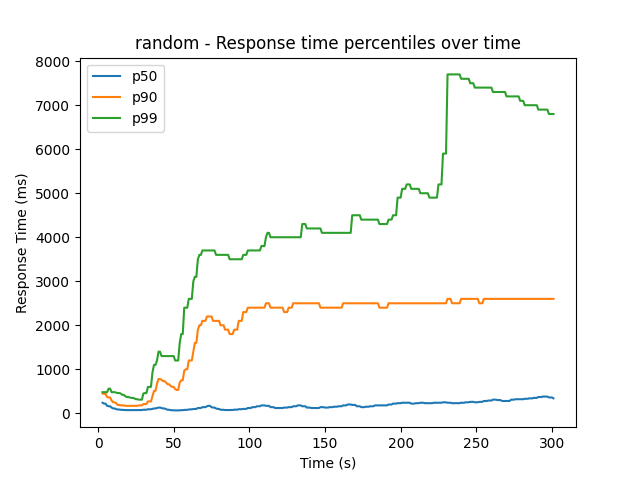 random - Response time percentiles over time
p50
p90
p99
8000
7000
6000
5000
4000
3000
2000
1000
0
Response Time (ms)
0 50 100 150 200 250 300
Time (s)